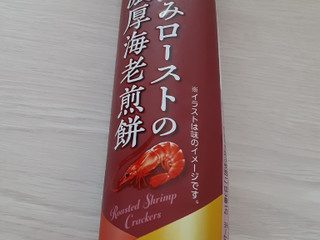 みローストの
濃厚海老煎餅
※イラストは味のイメージです。
Roasted Shrimp
Crackers